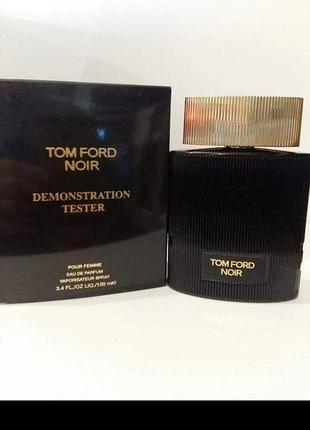 TOM FORD
NOIR
DEMONSTRATION
TESTER
POUR FEMME
EAU DE PARFUM
VAPORISATEUR SPRAY
3.4 FL./OZ LIQ./100 ml℮
TOM FORD
NOIR